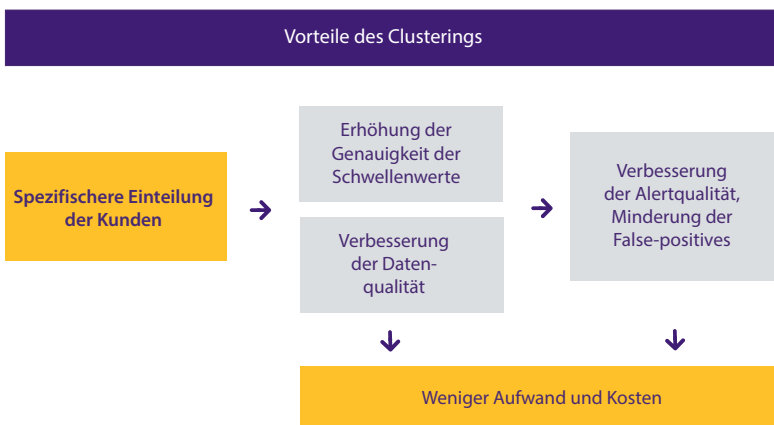 Vorteile des Clusterings
Spezifischere Einteilung
der Kunden
Erhöhung der
Genauigkeit der
Schwellenwerte
Verbesserung
der Daten-
qualität
Verbesserung
der Alertqualität,
Minderung der
False-positives
Weniger Aufwand und Kosten